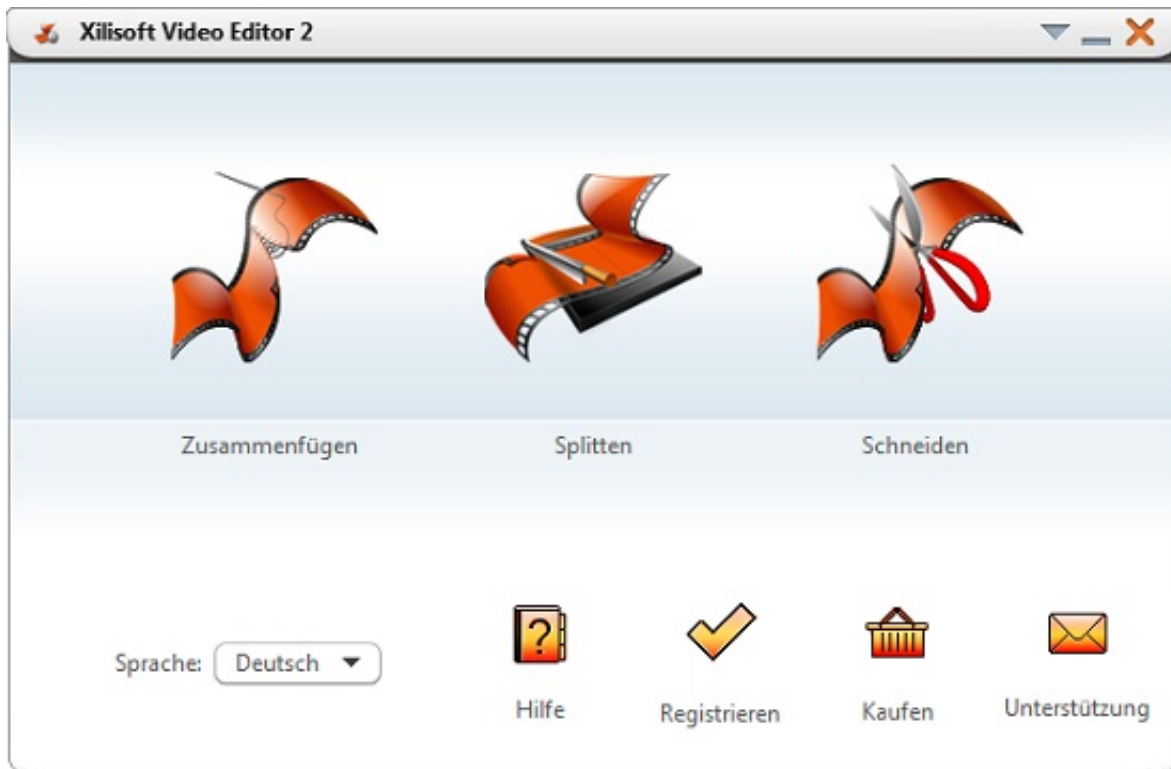 Xilisoft Video Editor 2
Zusammenfügen Splitten Schneiden
Sprache: Deutsch
Hilfe Registrieren Kaufen Unterstützung